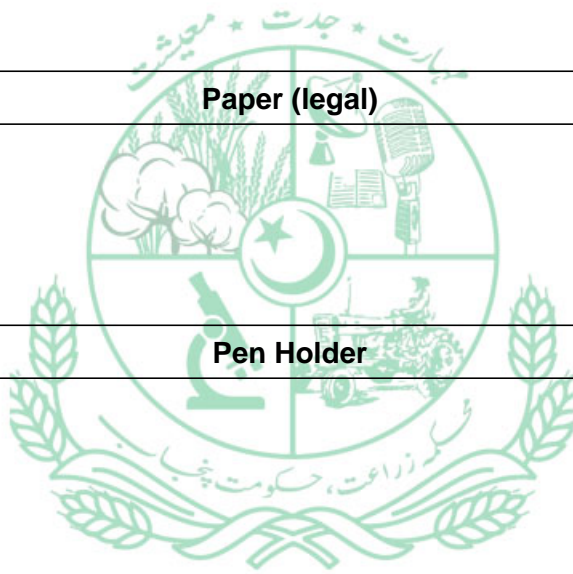 مہارت ٭ جدت ٭ معیشت
Paper (legal)
Pen Holder
محکمہ زراعت، حکومت پنجاب